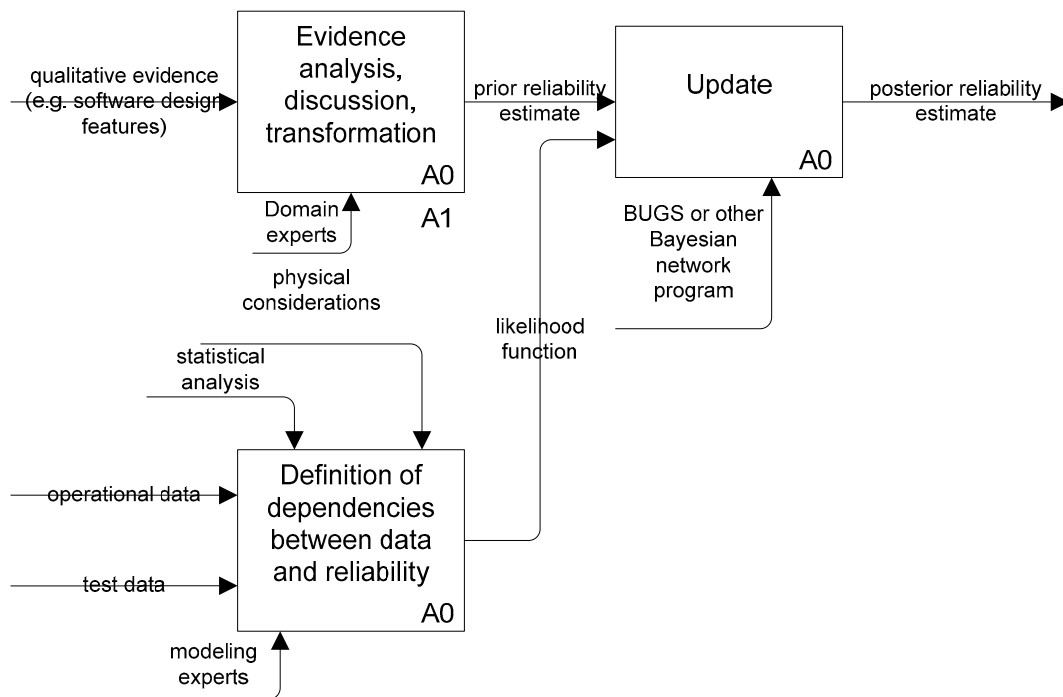 Evidence
analysis,
discussion,
transformation
A0
A1
qualitative evidence
(e.g. software design
features)
prior reliability
estimate
Update
A0
posterior reliability
estimate
Domain
experts
physical
considerations
BUGS or other
Bayesian
network
program
likelihood
function
statistical
analysis
operational data
test data
Definition of
dependencies
between data
and reliability
A0
modeling
experts